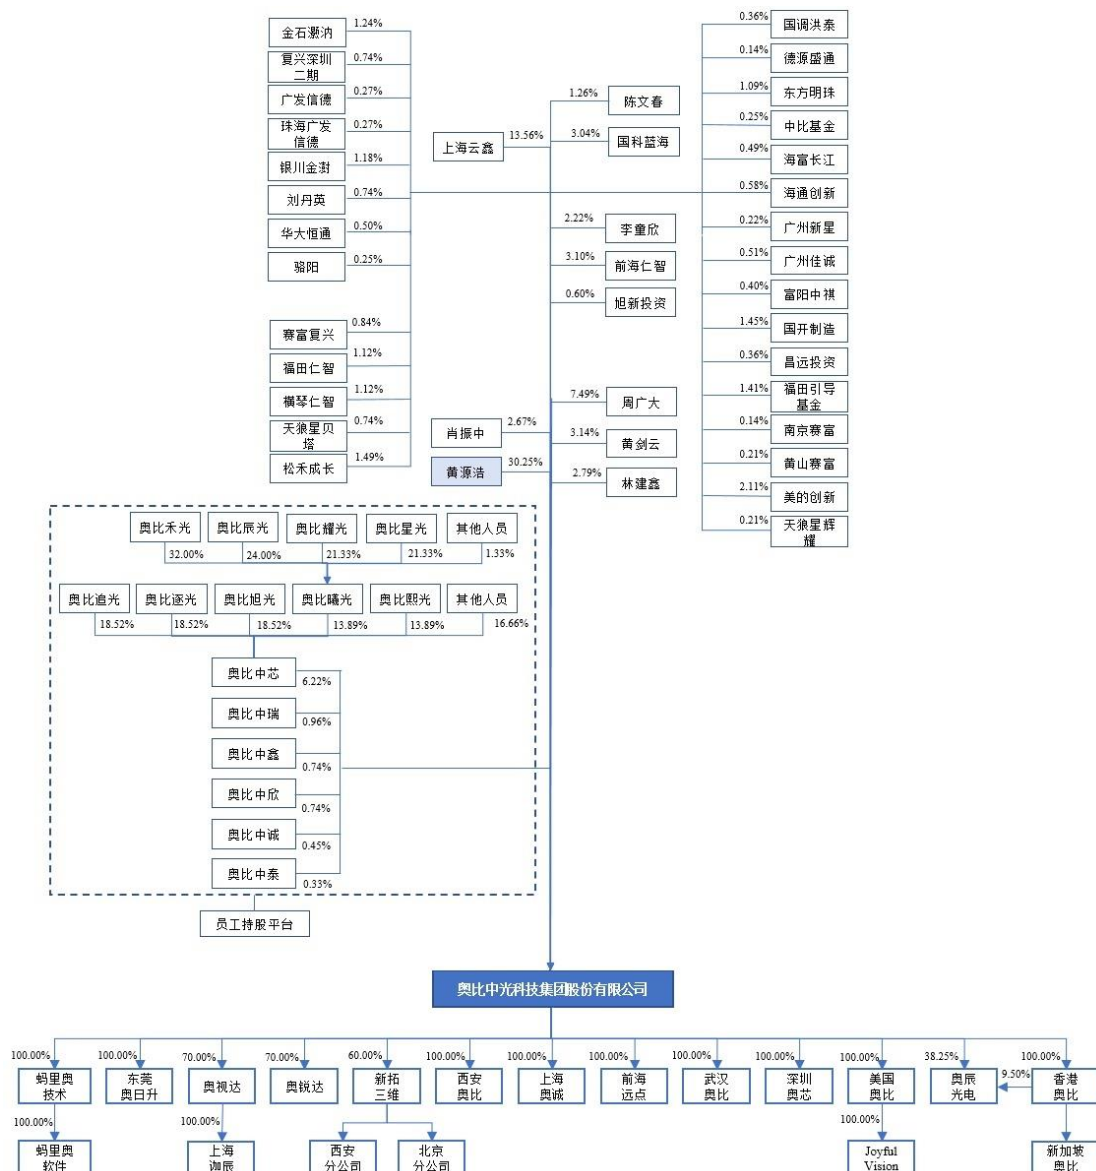 金石灏汭
1.24%
复兴深圳
二期
0.74%
广发信德
0.27%
珠海广发
信德
0.27%
银川金澍
1.18%
刘丹英
0.74%
华大恒通
0.50%
骆阳
0.25%
赛富复兴
0.84%
福田仁智
1.12%
横琴仁智
1.12%
天狼星贝
塔
0.74%
松禾成长
1.49%
上海云鑫
13.56%
1.26%
陈文春
3.04%
国科蓝海
2.22%
李童欣
3.10%
前海仁智
0.60%
旭新投资
7.49%
周广大
肖振中
2.67%
3.14%
黄剑云
黄源浩
30.25%
2.79%
林建鑫
0.36%
国调洪泰
0.14%
德源盛通
1.09%
东方明珠
0.25%
中比基金
0.49%
海富长江
0.58%
海通创新
0.22%
广州新星
0.51%
广州佳诚
0.40%
富阳中祺
1.45%
国开制造
0.36%
昌远投资
1.41%
福田引导
基金
0.14%
南京赛富
0.21%
黄山赛富
2.11%
美的创新
0.21%
天狼星辉
耀
奥比禾光
奥比辰光
奥比耀光
奥比星光
其他人员
32.00%
24.00%
21.33%
21.33%
1.33%
奥比追光
奥比逐光
奥比旭光
奥比曦光
奥比熙光
其他人员
18.52%
18.52%
18.52%
13.89%
13.89%
16.66%
奥比中芯
6.22%
奥比中瑞
0.96%
奥比中鑫
0.74%
奥比中欣
0.74%
奥比中诚
0.45%
奥比中泰
0.33%
员工持股平台
奥比中光科技集团股份有限公司
100.00%
100.00%
70.00%
70.00%
60.00%
100.00%
100.00%
100.00%
100.00%
100.00%
100.00%
38.25%
100.00%
蚂里奥
技术
东莞
奥日升
奥视达
奥锐达
新拓
三维
西安
奥比
上海
奥诚
前海
远点
武汉
奥比
深圳
奥芯
美国
奥比
奥辰
光电
9.50%
香港
奥比
100.00%
100.00%
100.00%
蚂里奥
软件
上海
迦辰
西安
分公司
北京
分公司
Joyful
Vision
新加坡
奥比